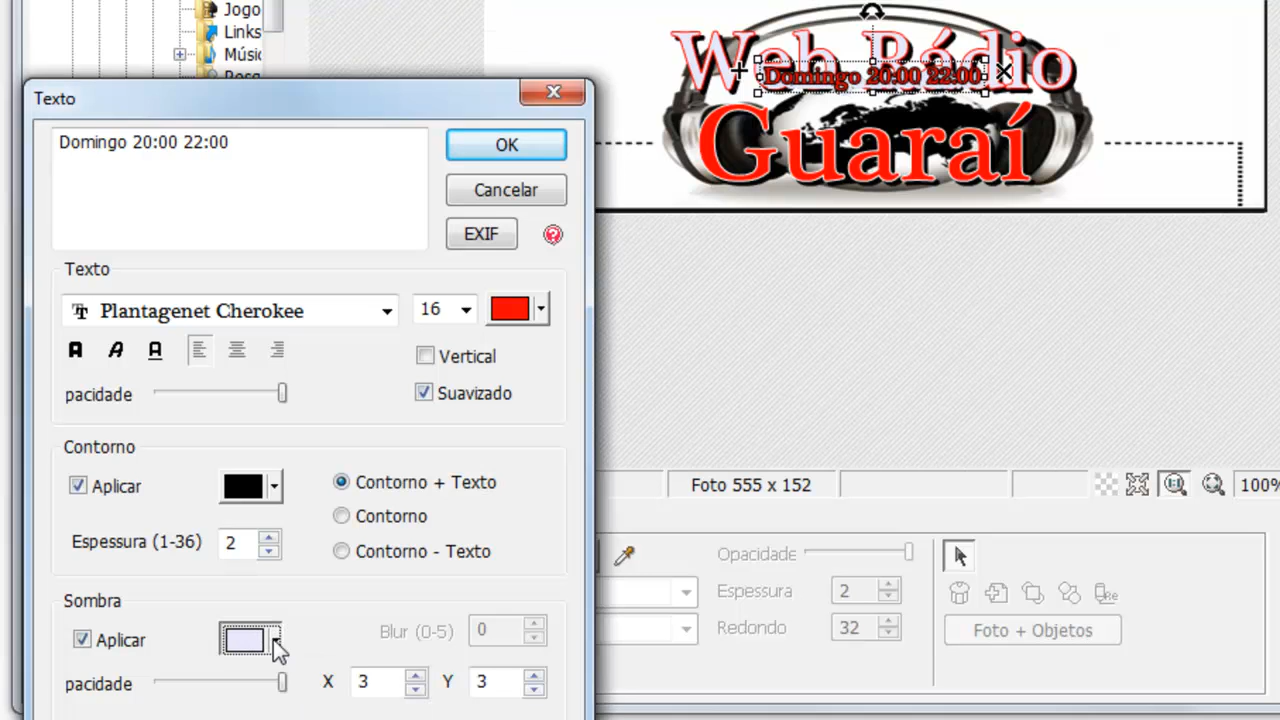 Jogo
Links
Músic
Texto
Domingo 20:00 22:00
OK
Cancelar
EXIF
Texto
Plantagenet Cherokee
16
Vertical
pacidade
Suavizado
Contorno
Aplicar
Contorno + Texto
Contorno
Espessura (1-36) 2
Contorno - Texto
Sombra
Aplicar
Blur (0-5) 0
pacidade
X 3 Y 3
Web Rádio
Domingo 20:00 22:00
Guaraí
Foto 555 x 152
100%
Opacidade
Espessura 2
Redondo 32
Foto + Objetos